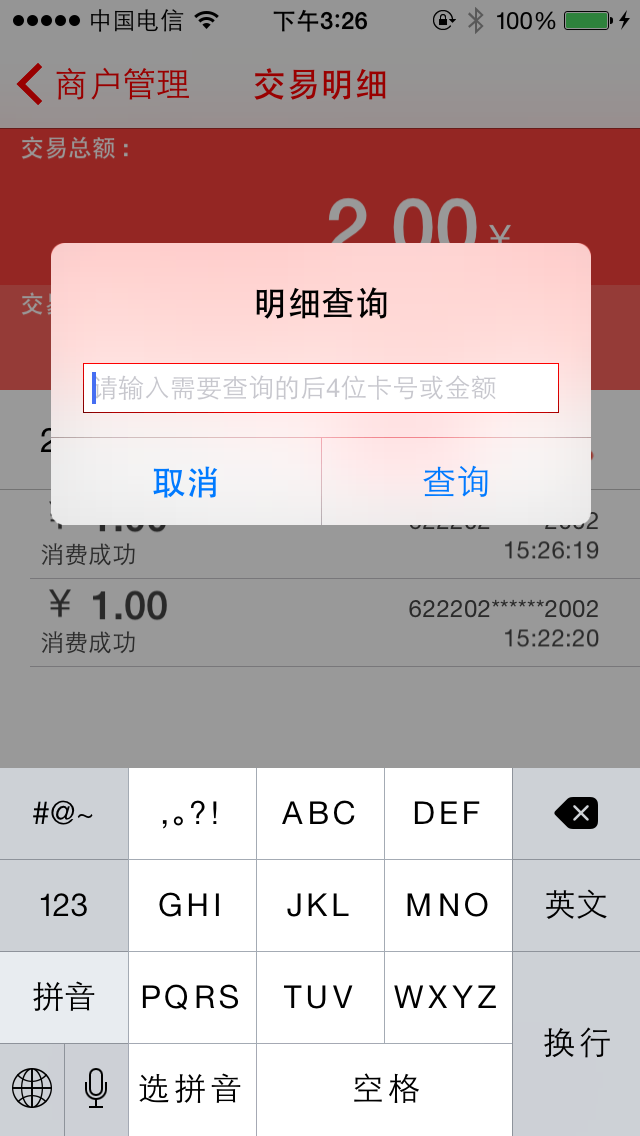 中国电信 下午3:26 100%
商户管理 交易明细
交易总额：
2.00 ¥
交易
明细查询
请输入需要查询的后4位卡号或金额
2
取消 查询
¥ 1.00 622202******2002
消费成功 15:26:19
¥ 1.00 622202******2002
消费成功 15:22:20
#@~ ,。?! ABC DEF
123 GHI JKL MNO 英文
拼音 PQRS TUV WXYZ
换行
选拼音 空格